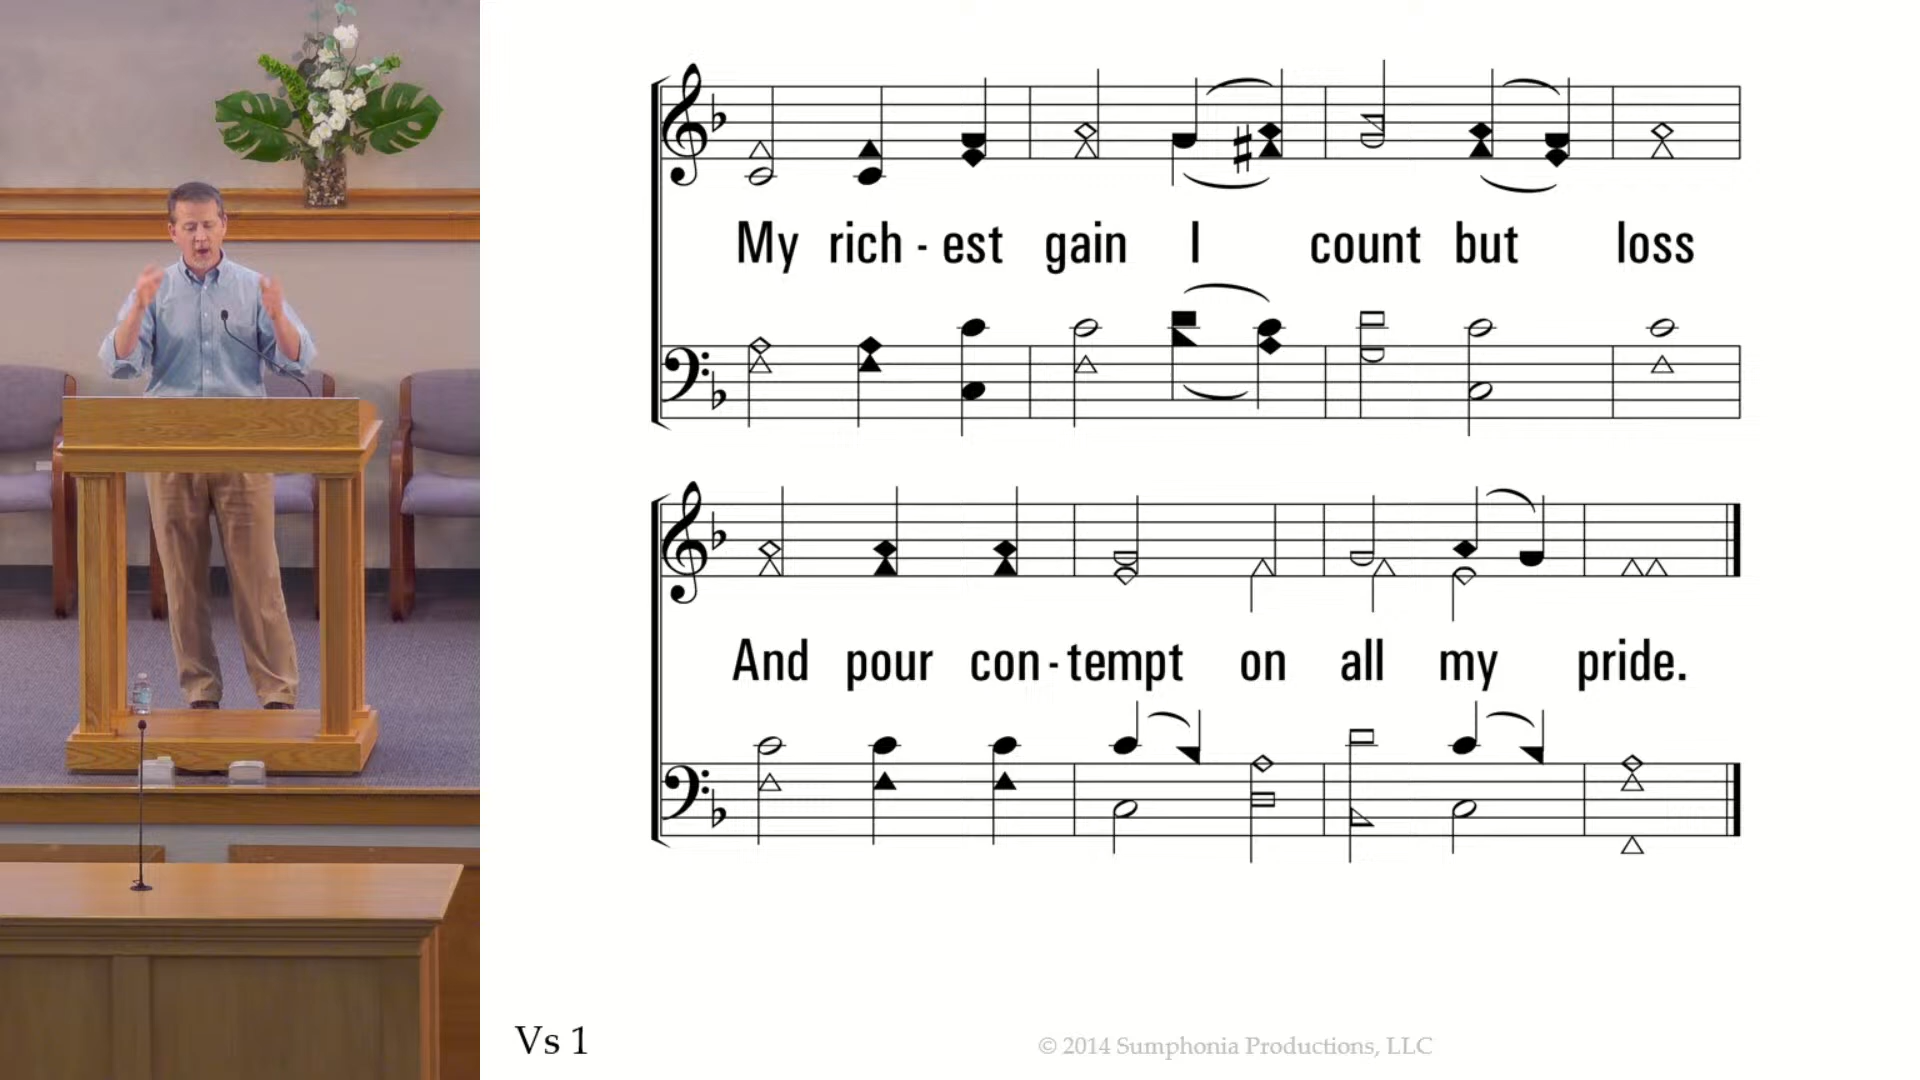 My rich - est gain I count but loss
And pour con - tempt on all my pride.
Vs 1
© 2014 Sumphonia Productions, LLC